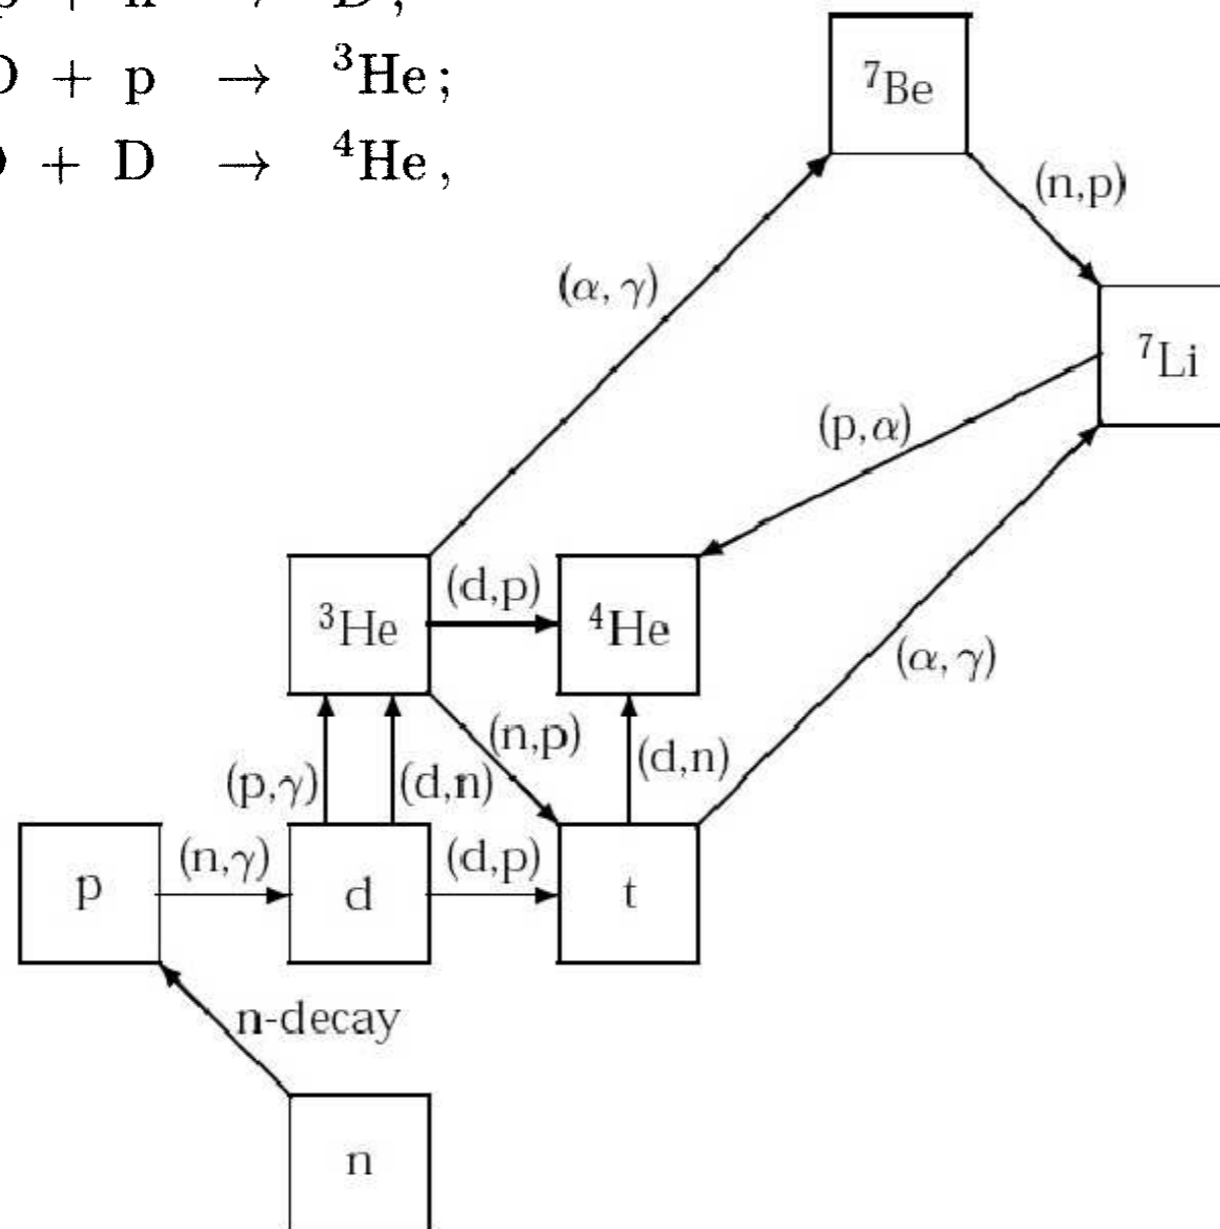 + n → D;
+ p → ³He;
+ D → ⁴He,
⁷Be
(n,p)
(α, γ)
⁷Li
(p,α)
³He
(d,p)
⁴He
(α, γ)
(n,p)
(p,γ)
(d,n)
(d,n)
p
(n,γ)
d
(d,p)
t
n-decay
n